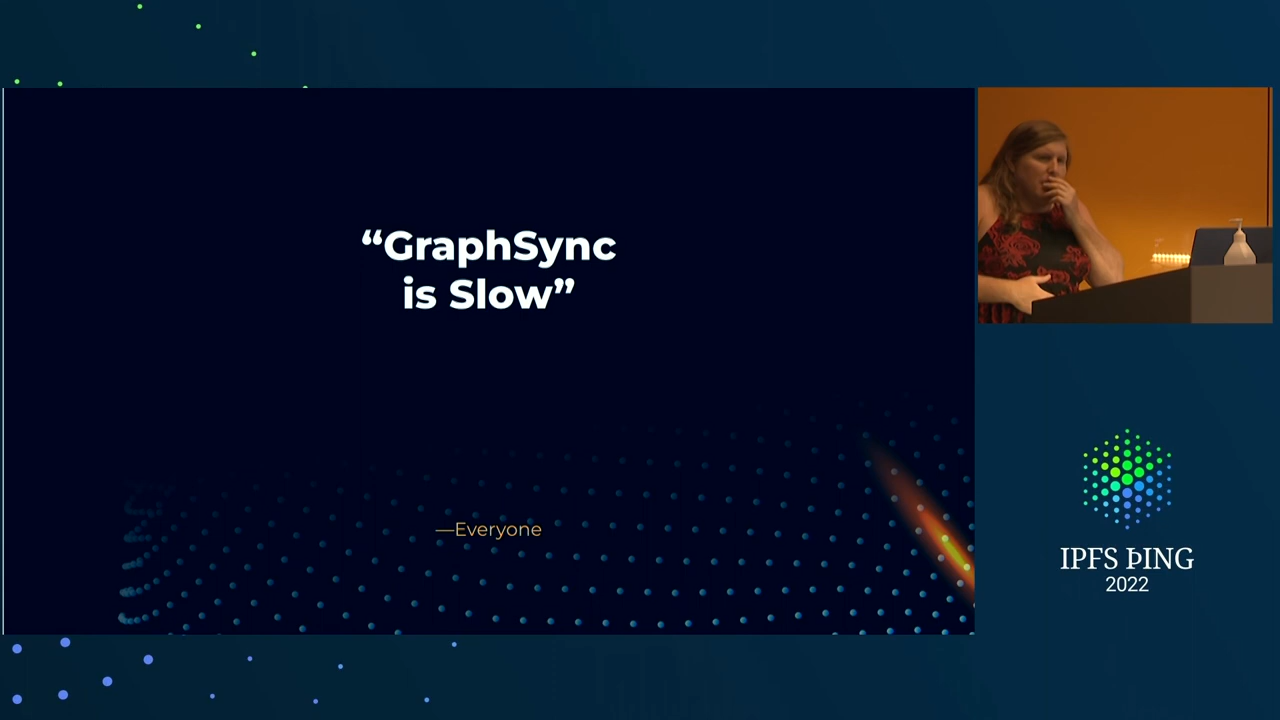 “GraphSync
is Slow”
—Everyone
IPFS ÞING
2022